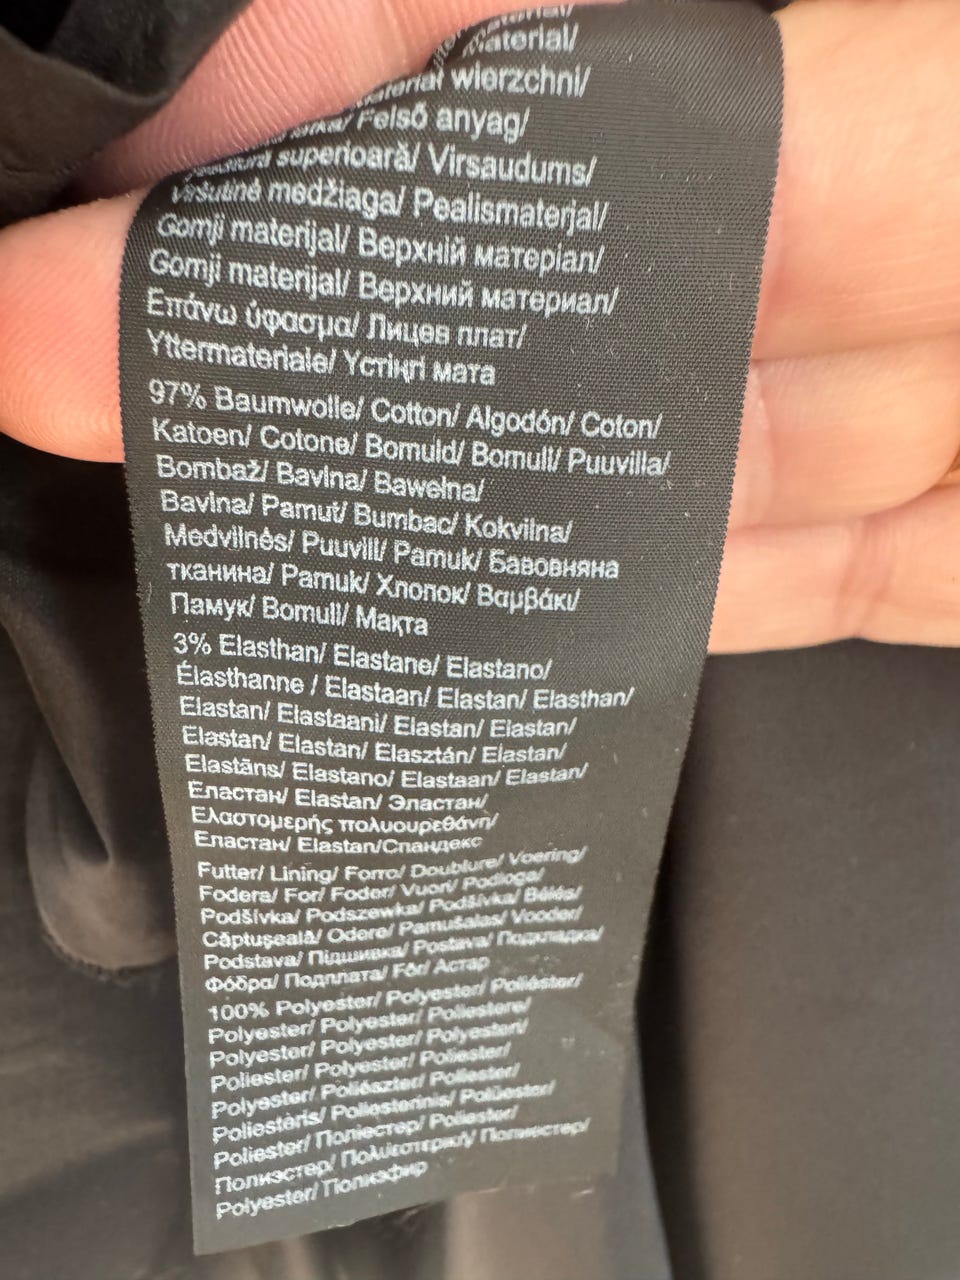 material/
wierzchni/
Felső anyag/
superioară/ Virsaudums/
Viršutinė medžiaga/ Pealismaterjal/
Gornji materijal/ Верхній матеріал/
Gornji materijal/ Верхний материал/
Επάνω ύφασμα/ Лицев плат/
Yttermateriale/ Үстіңгі мата
97% Baumwolle/ Cotton/ Algodón/ Coton/
Katoen/ Cotone/ Bomuld/ Bomull/ Puuvilla/
Bombaž/ Bavlna/ Bawełna/
Bavlna/ Pamut/ Bumbac/ Kokvilna/
Medvilnės/ Puuvill/ Pamuk/ Бавовняна
тканина/ Pamuk/ Хлопок/ Βαμβάκι/
Памук/ Bomull/ Мақта
3% Elasthan/ Elastane/ Elastano/
Élasthanne / Elastaan/ Elastan/ Elasthan/
Elastan/ Elastaani/ Elastan/ Elastan/
Elastan/ Elastan/ Elasztán/ Elastan/
Elastāns/ Elastano/ Elastaan/ Elastan/
Еластан/ Elastan/ Эластан/
Ελαστομερής πολυουρεθάνη/
Еластан/ Elastan/Спандекс
Futter/ Lining/ Forro/ Doublure/ Voering/
Fodera/ For/ Foder/ Vuori/ Podloga/
Podšívka/ Podszewka/ Podšívka/ Bélés/
Căptuşeală/ Odere/ Pamušalas/ Vooder/
Podstava/ Підшивка/ Postava/ Подкладка/
Φόδρα/ Подплата/ Fôr/ Астар
100% Polyester/ Polyester/ Poliéster/
Polyester/ Polyester/ Poliestere/
Polyester/ Polyester/ Polyesteri/
Poliester/ Polyester/ Poliester/
Polyester/ Poliészter/ Poliester/
Poliesteris/ Poliesterinis/ Polüester/
Poliester/ Поліестер/ Poliester/
Полиэстер/ Πολυεστερικό/ Полиестер/
Polyester/ Полиэфир